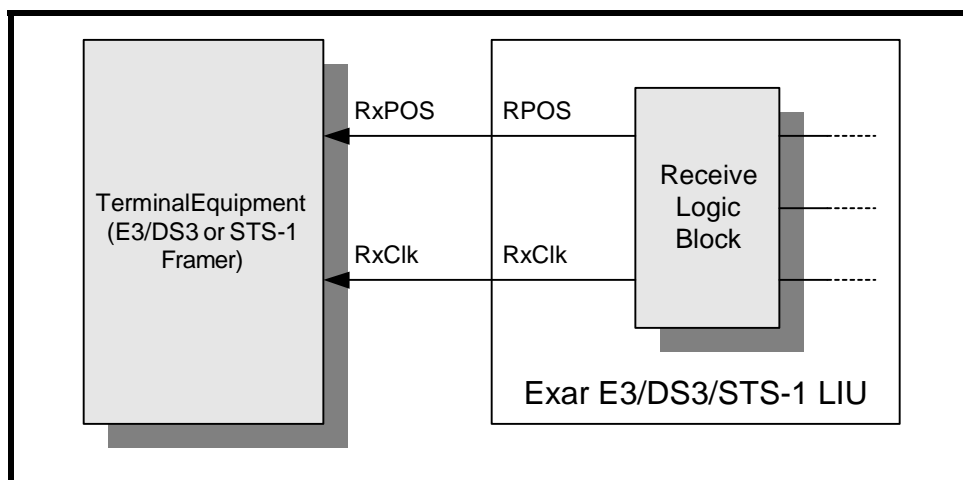 RxPOS
RPOS
TerminalEquipment
(E3/DS3 or STS-1
Framer)
Receive
Logic
Block
RxClk
RxClk
Exar E3/DS3/STS-1 LIU